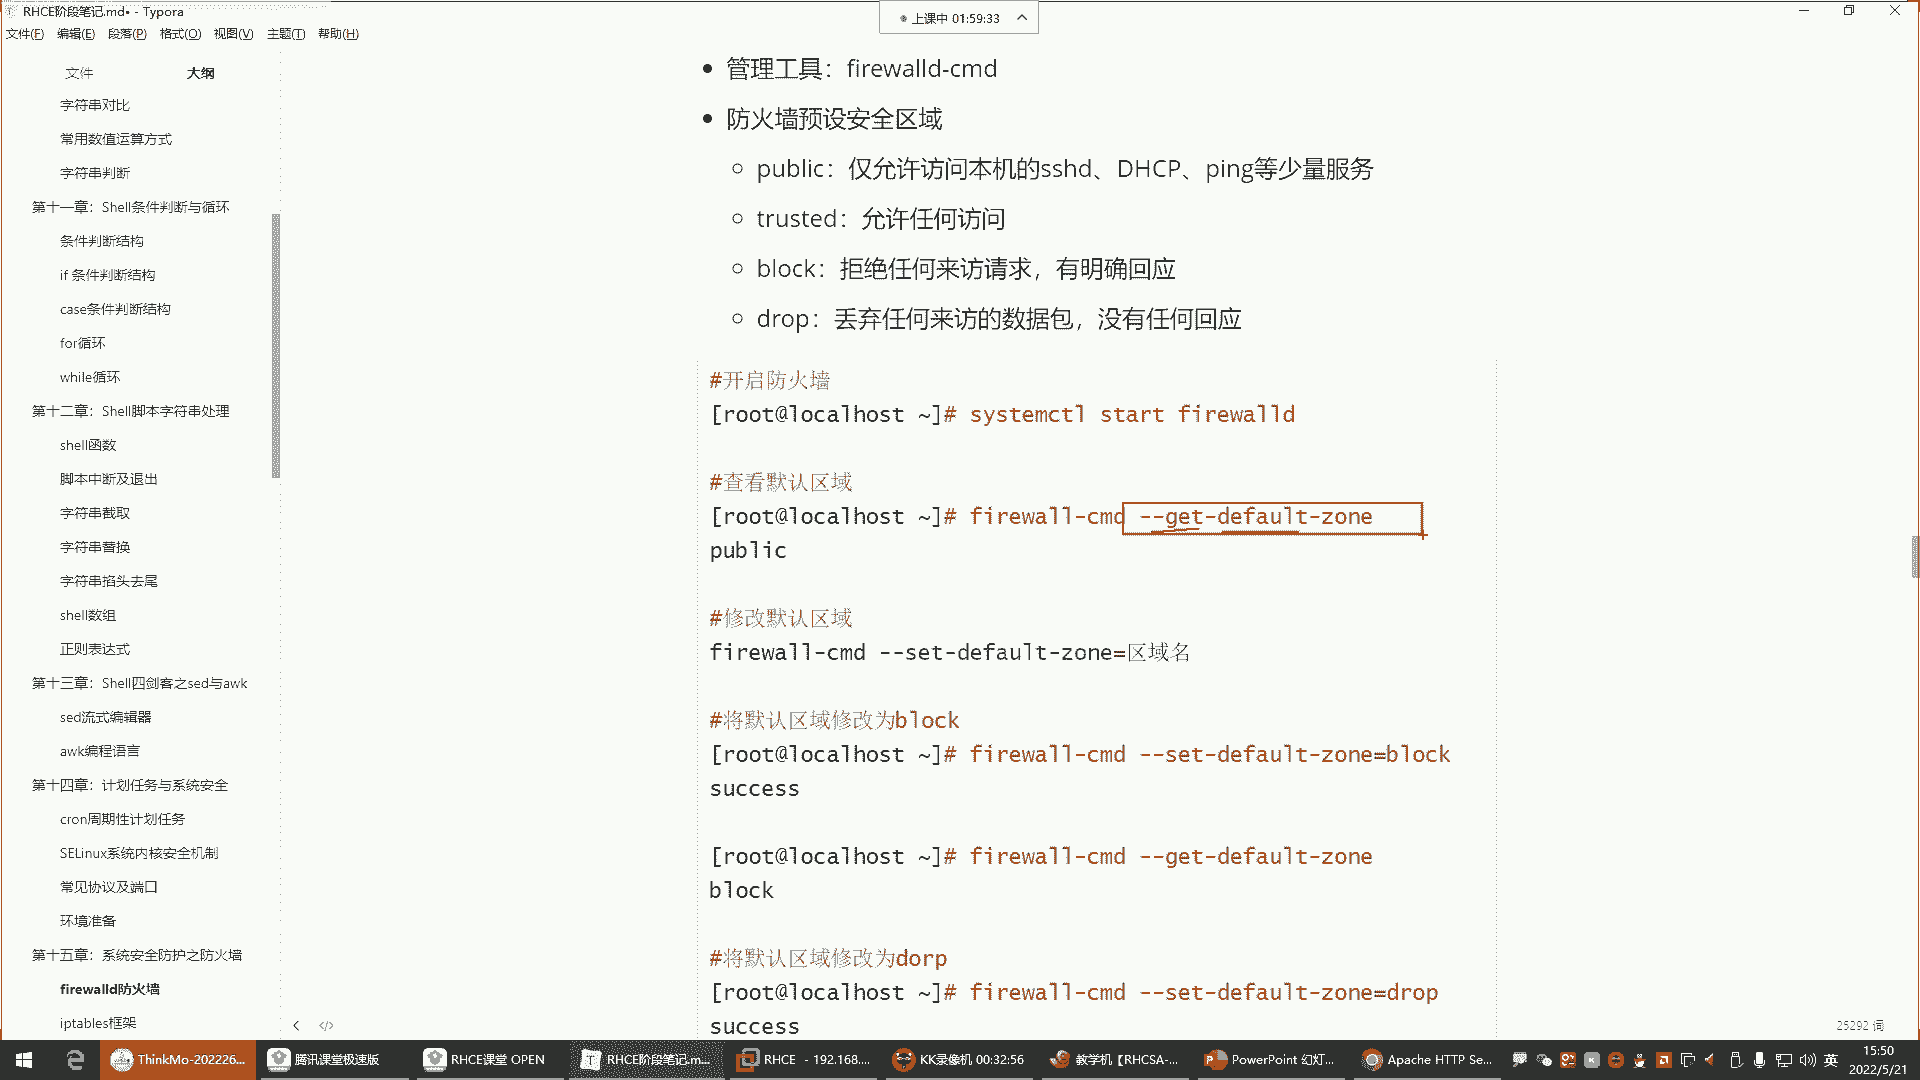 RHCE阶段笔记.md• - Typora
上课中 01:59:33
文件(F) 编辑(E) 段落(P) 格式(O) 视图(V) 主题(T) 帮助(H)
文件 大纲
字符串对比
常用数值运算方式
字符串判断
第十一章：Shell条件判断与循环
条件判断结构
if 条件判断结构
case条件判断结构
for循环
while循环
第十二章：Shell脚本字符串处理
shell函数
脚本中断及退出
字符串截取
字符串替换
字符串掐头去尾
shell数组
正则表达式
第十三章：Shell四剑客之sed与awk
sed流式编辑器
awk编程语言
第十四章：计划任务与系统安全
cron周期性计划任务
SELinux系统内核安全机制
常见协议及端口
环境准备
第十五章：系统安全防护之防火墙
firewalld防火墙
iptables框架
管理工具：firewalld-cmd
防火墙预设安全区域
public：仅允许访问本机的sshd、DHCP、ping等少量服务
trusted：允许任何访问
block：拒绝任何来访请求，有明确回应
drop：丢弃任何来访的数据包，没有任何回应
#开启防火墙
[root@localhost ~]# systemctl start firewalld
#查看默认区域
[root@localhost ~]# firewall-cmd --get-default-zone
public
#修改默认区域
firewall-cmd --set-default-zone=区域名
#将默认区域修改为block
[root@localhost ~]# firewall-cmd --set-default-zone=block
success
[root@localhost ~]# firewall-cmd --get-default-zone
block
#将默认区域修改为dorp
[root@localhost ~]# firewall-cmd --set-default-zone=drop
success
25292 词
ThinkMo-202226...
腾讯课堂极速版
RHCE课堂 OPEN
RHCE阶段笔记.m...
RHCE - 192.168....
KK录像机 00:32:56
教学机【RHCSA-...
PowerPoint 幻灯...
Apache HTTP Se...
英
15:50
2022/5/21